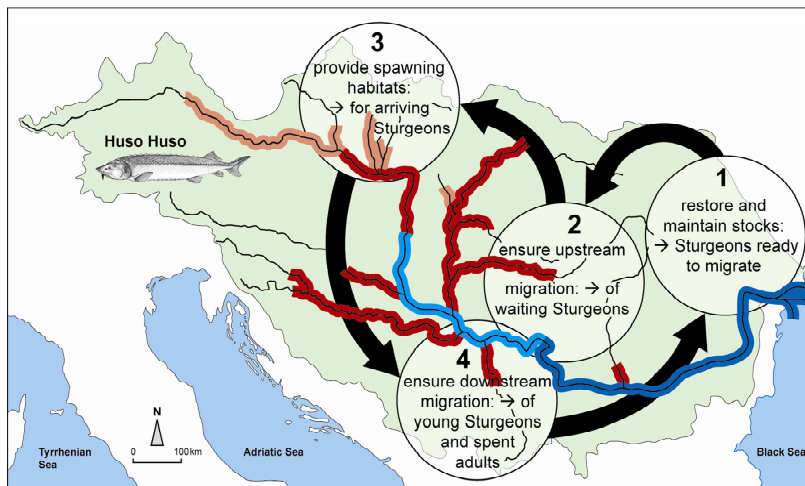 3
provide spawning
habitats:
→ for arriving
Sturgeons
Huso Huso
1
restore and
maintain stocks:
→ Sturgeons ready
to migrate
2
ensure upstream
migration: → of
waiting Sturgeons
4
ensure downstream
migration: → of
young Sturgeons
and spent
adults
N
0 100km
Tyrrhenian
Sea
Adriatic Sea
Black Sea